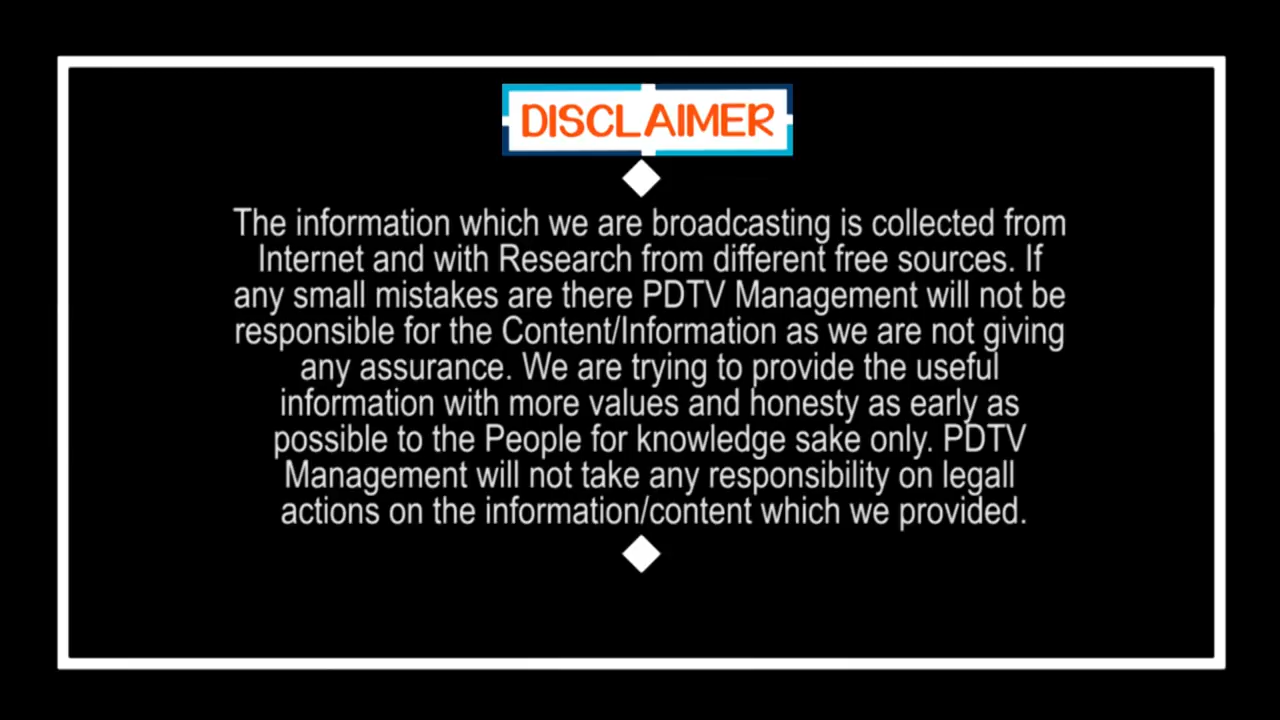 DISCLAIMER
The information which we are broadcasting is collected from
Internet and with Research from different free sources. If
any small mistakes are there PDTV Management will not be
responsible for the Content/Information as we are not giving
any assurance. We are trying to provide the useful
information with more values and honesty as early as
possible to the People for knowledge sake only. PDTV
Management will not take any responsibility on legall
actions on the information/content which we provided.